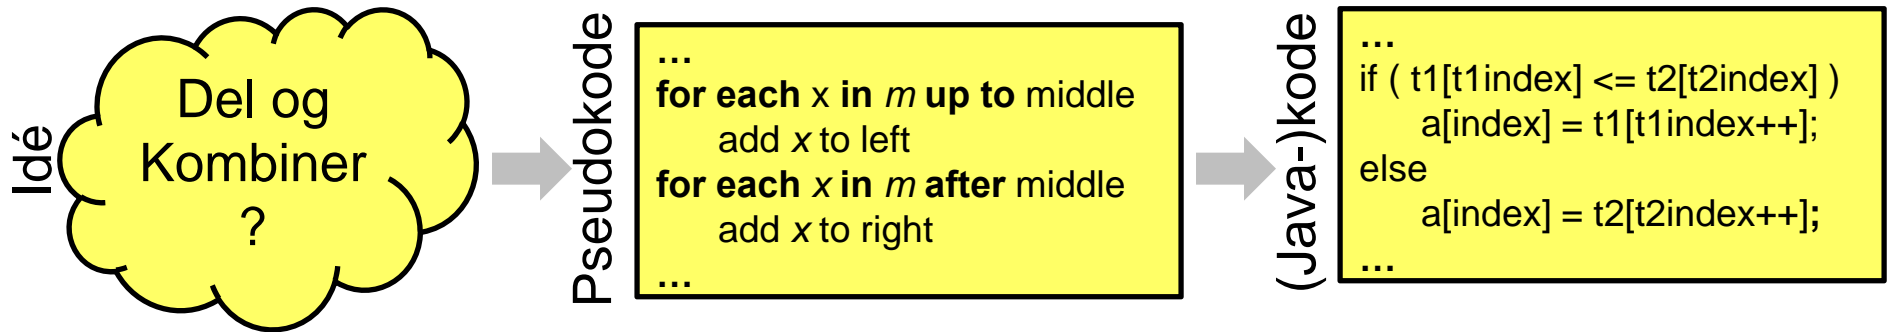 Idé
Del og
Kombiner
?
Pseudokode
...
for each x in m up to middle
add x to left
for each x in m after middle
add x to right
...
(Java-)kode
...
if ( t1[t1index] <= t2[t2index] )
a[index] = t1[t1index++];
else
a[index] = t2[t2index++];
...